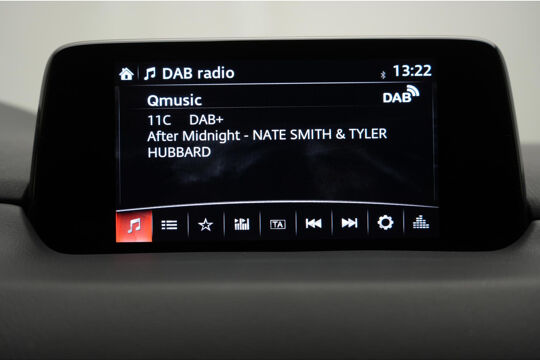 DAB radio 13:22
Qmusic DAB
11C DAB+
After Midnight - NATE SMITH & TYLER
HUBBARD
TA